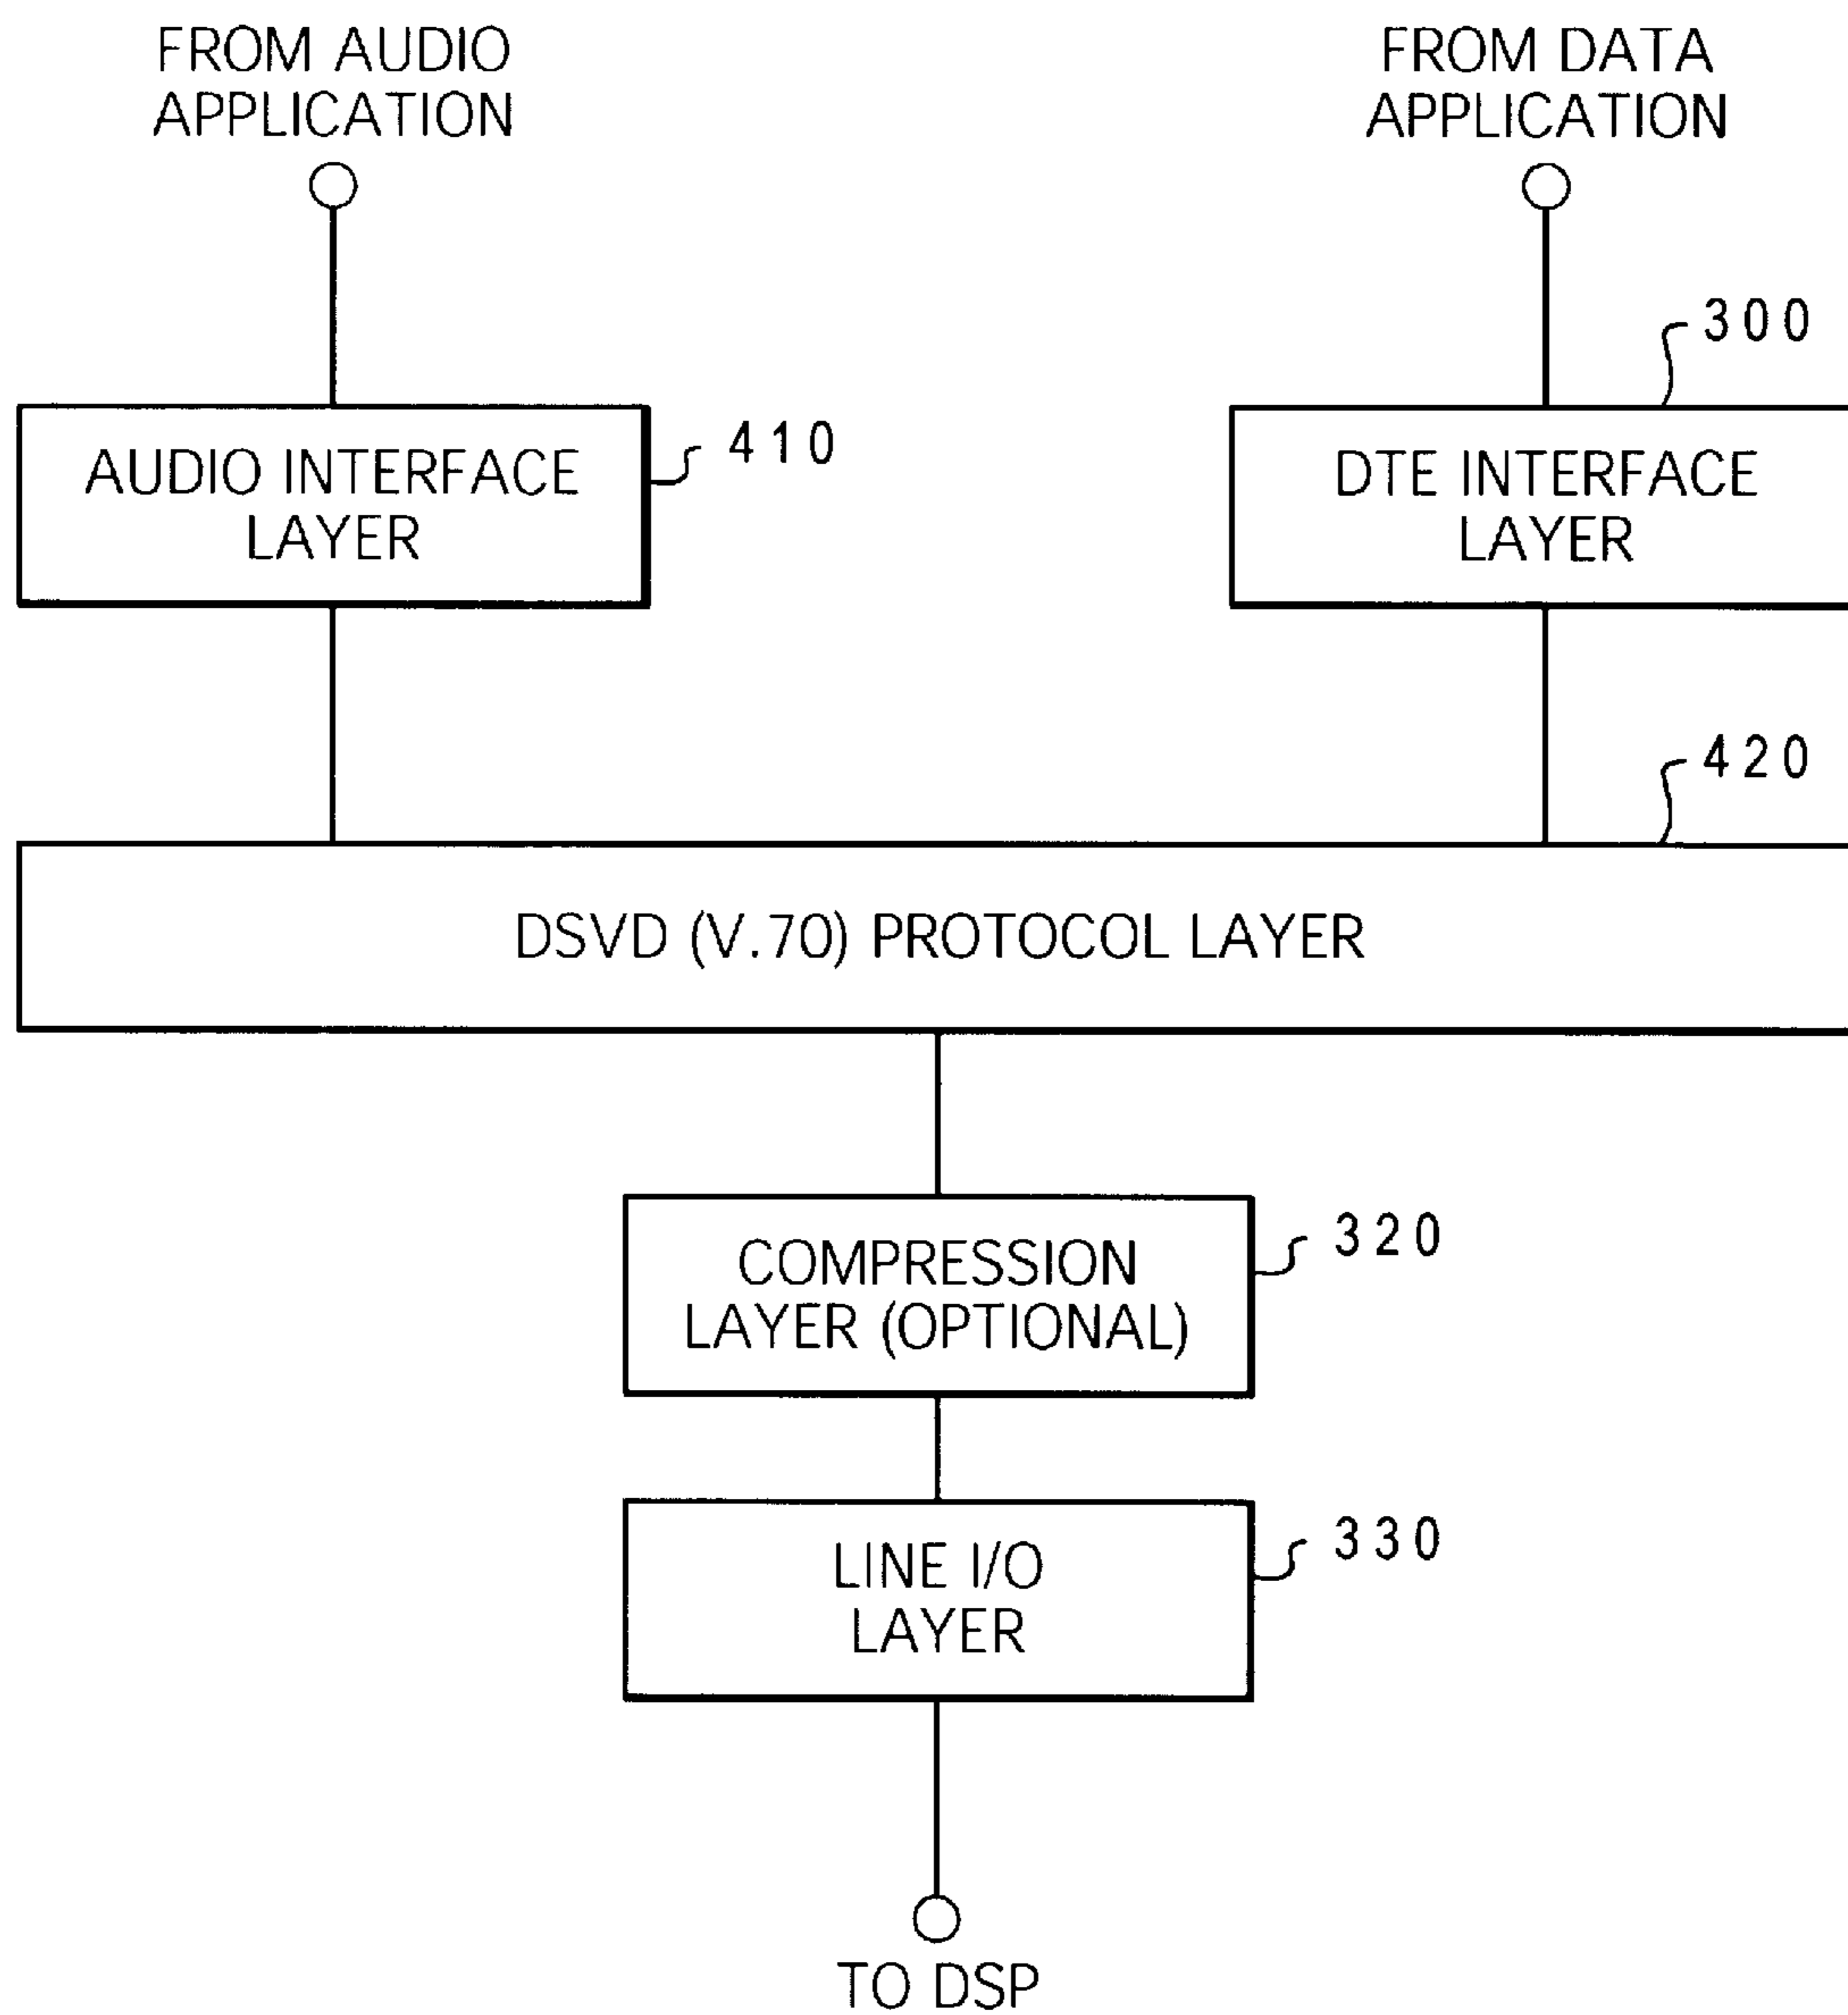 FROM AUDIO
APPLICATION
FROM DATA
APPLICATION
300
AUDIO INTERFACE
LAYER
410
DTE INTERFACE
LAYER
420
DSVD (V.70) PROTOCOL LAYER
COMPRESSION
LAYER (OPTIONAL)
320
LINE I/O
LAYER
330
TO DSP